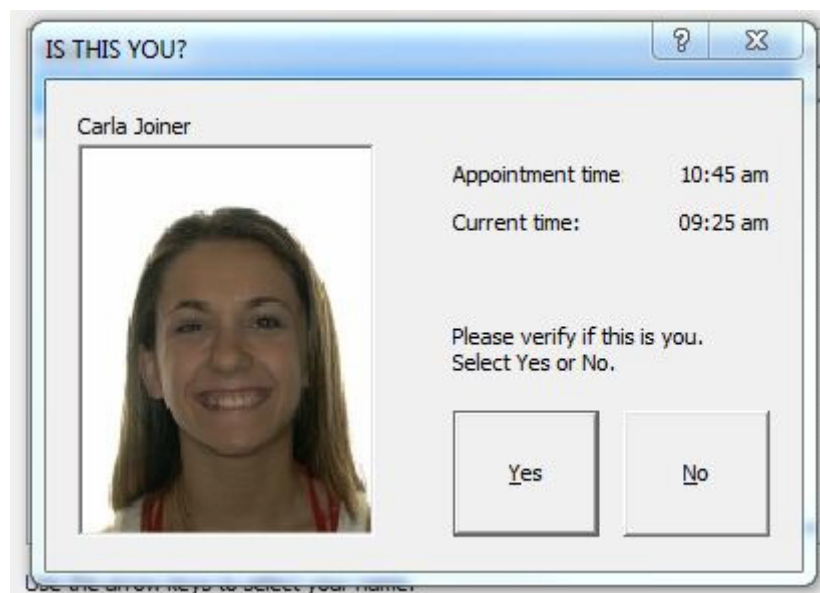 IS THIS YOU?
Carla Joiner
Appointment time 10:45 am
Current time: 09:25 am
Please verify if this is you.
Select Yes or No.
Yes No
Use the arrow keys to select your name.